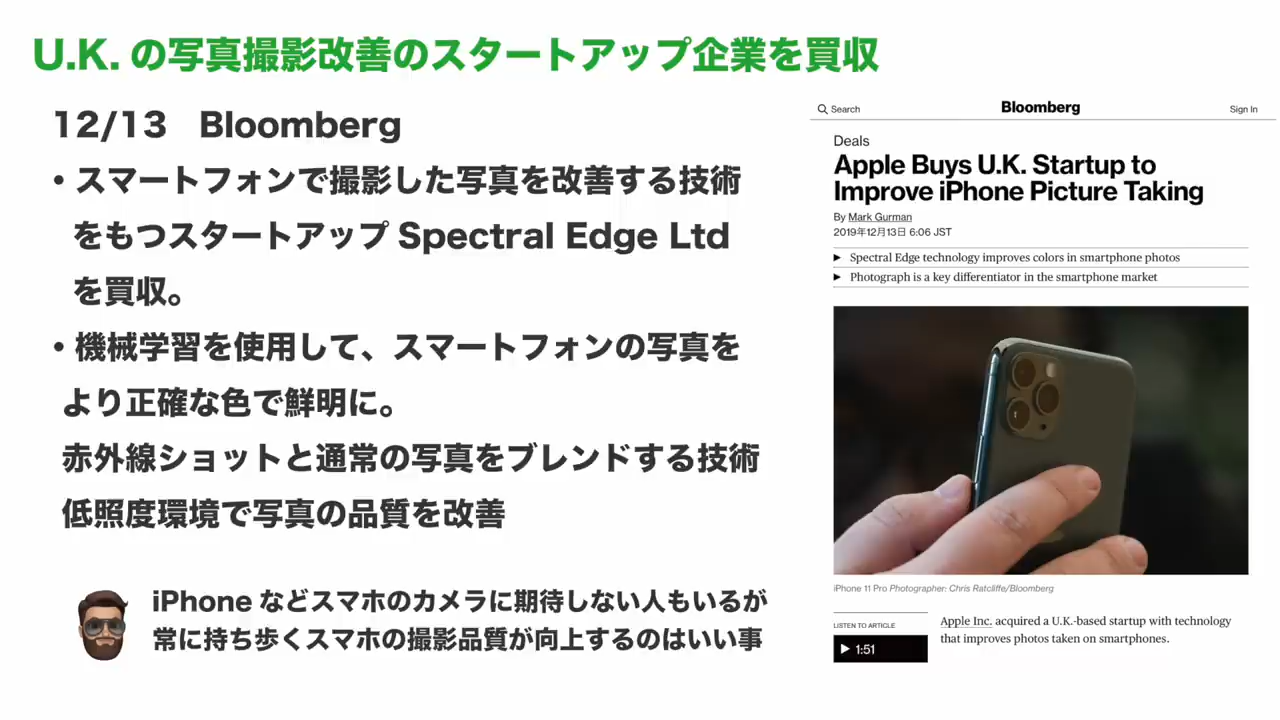 U.K. の写真撮影改善のスタートアップ企業を買収
12/13 Bloomberg
・スマートフォンで撮影した写真を改善する技術
をもつスタートアップ Spectral Edge Ltd
を買収。
・機械学習を使用して、スマートフォンの写真を
より正確な色で鮮明に。
赤外線ショットと通常の写真をブレンドする技術
低照度環境で写真の品質を改善
iPhone などスマホのカメラに期待しない人もいるが
常に持ち歩くスマホの撮影品質が向上するのはいい事
Search
Bloomberg
Sign In
Deals
Apple Buys U.K. Startup to
Improve iPhone Picture Taking
By Mark Gurman
2019年12月13日 6:06 JST
▶ Spectral Edge technology improves colors in smartphone photos
▶ Photograph is a key differentiator in the smartphone market
iPhone 11 Pro Photographer: Chris Ratcliffe/Bloomberg
LISTEN TO ARTICLE
▶ 1:51
Apple Inc. acquired a U.K.-based startup with technology
that improves photos taken on smartphones.